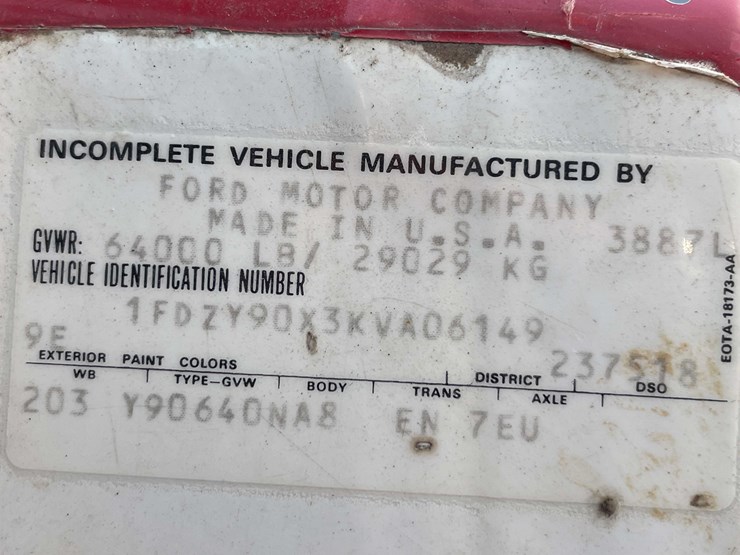 INCOMPLETE VEHICLE MANUFACTURED BY
FORD MOTOR COMPANY
MADE IN U.S.A. 3887L
GVWR: 64000 LB/ 29029 KG
VEHICLE IDENTIFICATION NUMBER
1FDZY90X3KVA06149
9E 237518
EXTERIOR PAINT COLORS DISTRICT DSO
WB TYPE-GVW BODY TRANS AXLE
203 Y90640NA8 EN 7EU
EOTA-18173-AA